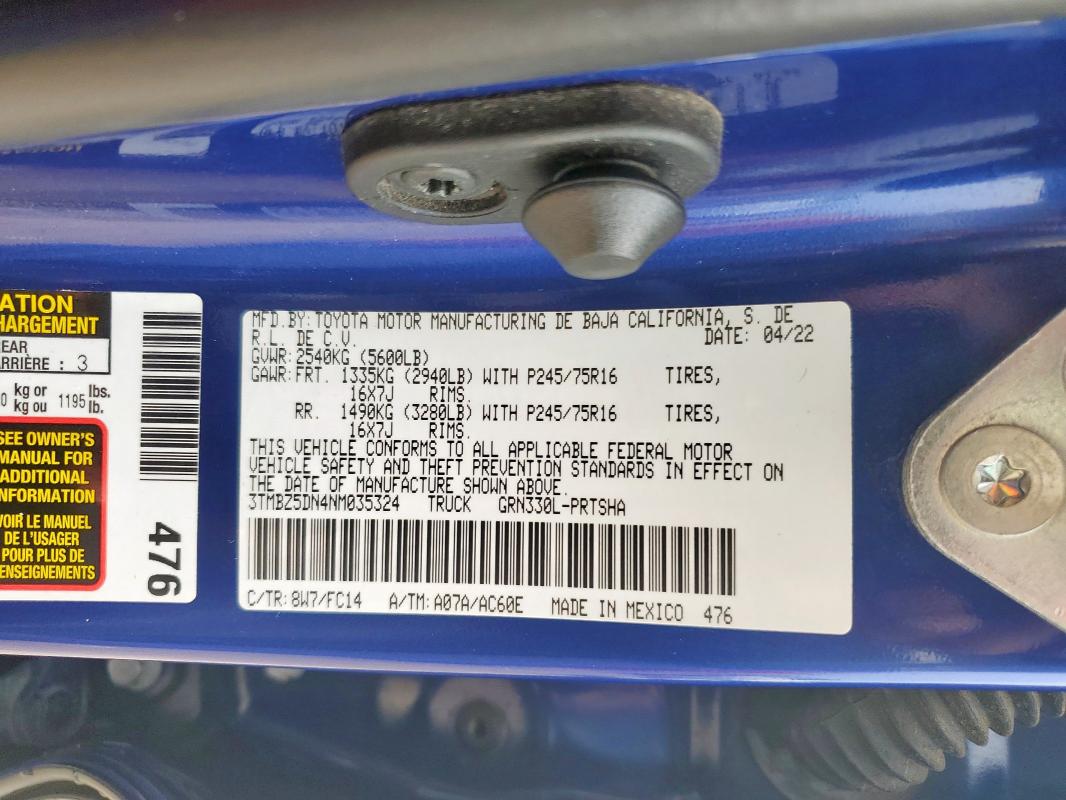 ATION
HARGEMENT
EAR
ARRIÈRE : 3
0 kg or 1195 lbs.
kg ou lb.
SEE OWNER'S
MANUAL FOR
ADDITIONAL
INFORMATION
VOIR LE MANUEL
DE L'USAGER
POUR PLUS DE
ENSEIGNEMENTS
476
MFD.BY:TOYOTA MOTOR MANUFACTURING DE BAJA CALIFORNIA, S. DE
R.L. DE C.V. DATE: 04/22
GVWR:2540KG (5600LB)
GAWR:FRT. 1335KG (2940LB) WITH P245/75R16 TIRES,
16X7J RIMS.
RR. 1490KG (3280LB) WITH P245/75R16 TIRES,
16X7J RIMS.
THIS VEHICLE CONFORMS TO ALL APPLICABLE FEDERAL MOTOR
VEHICLE SAFETY AND THEFT PREVENTION STANDARDS IN EFFECT ON
THE DATE OF MANUFACTURE SHOWN ABOVE.
3TMBZ5DN4NM035324 TRUCK GRN330L-PRTSHA
C/TR:8W7/FC14 A/TM:A07A/AC60E MADE IN MEXICO 476